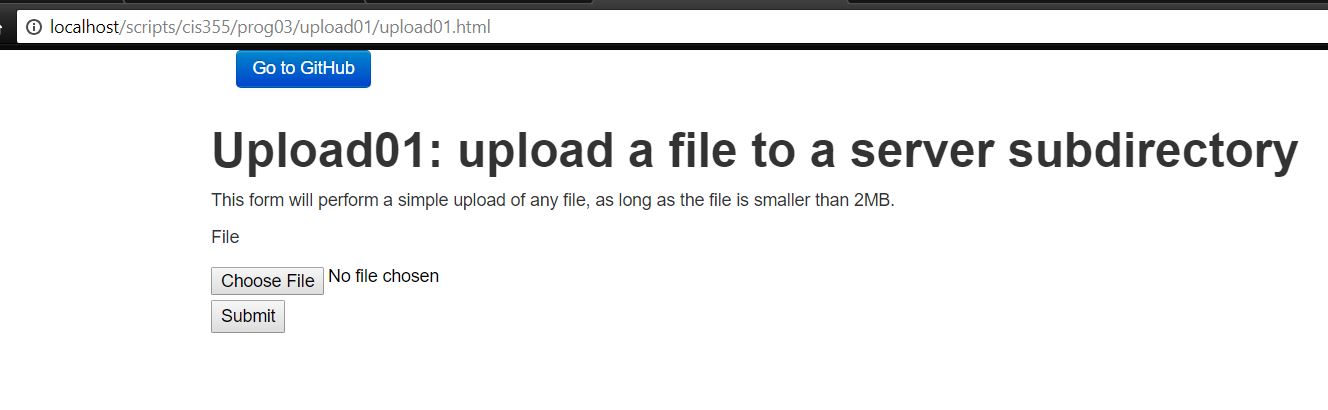 localhost/scripts/cis355/prog03/upload01/upload01.html
Go to GitHub
Upload01: upload a file to a server subdirectory
This form will perform a simple upload of any file, as long as the file is smaller than 2MB.
File
Choose File No file chosen
Submit